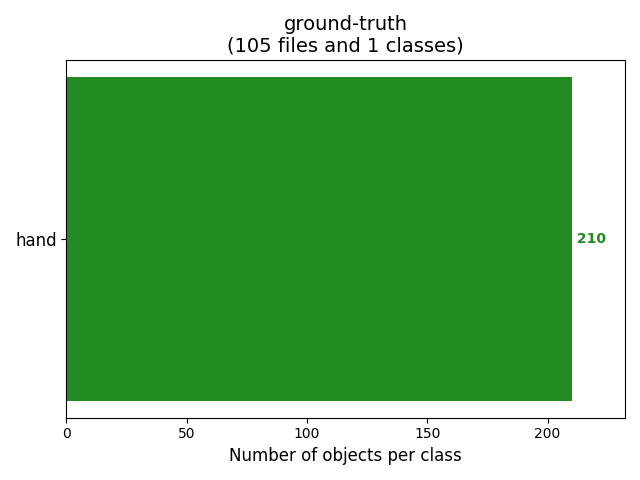 ground-truth
(105 files and 1 classes)
hand
210
0
50
100
150
200
Number of objects per class